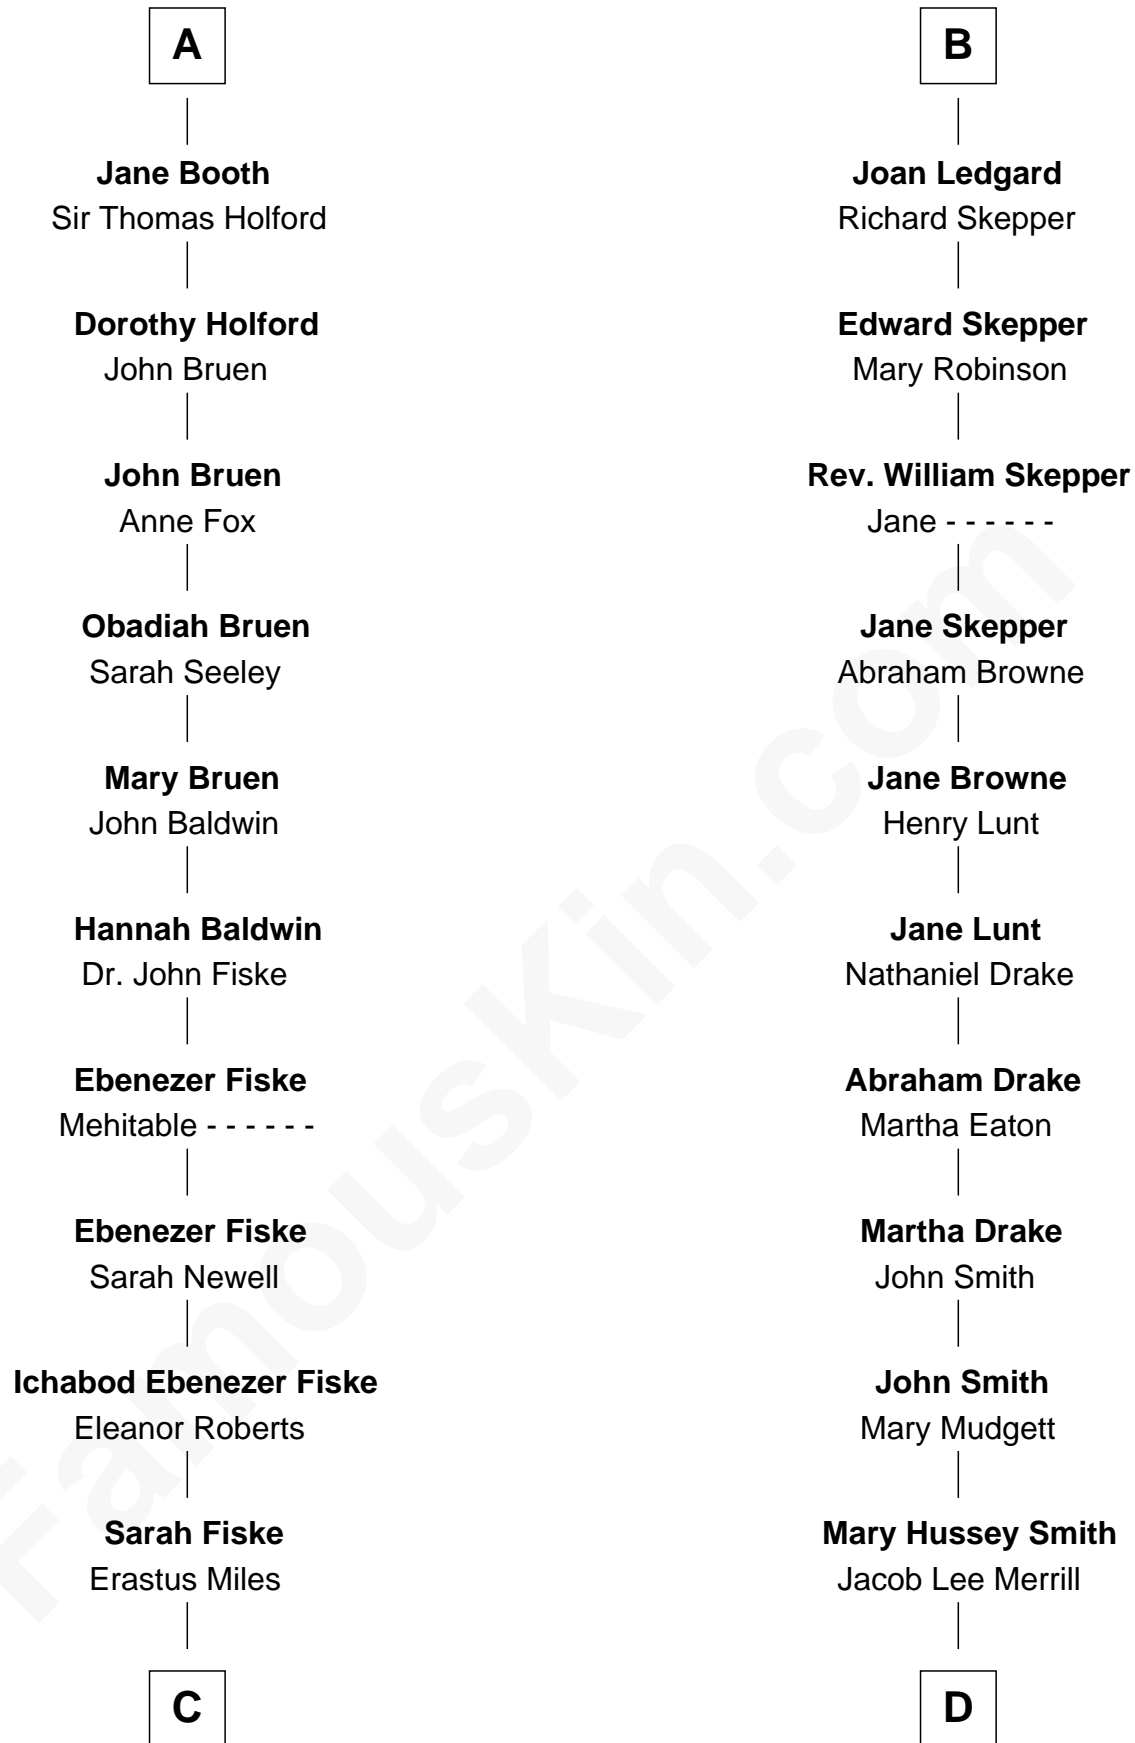 A
Jane Booth
Sir Thomas Holford
Dorothy Holford
John Bruen
John Bruen
Anne Fox
Obadiah Bruen
Sarah Seeley
Mary Bruen
John Baldwin
Hannah Baldwin
Dr. John Fiske
Ebenezer Fiske
Mehitable - - - - - -
Ebenezer Fiske
Sarah Newell
Ichabod Ebenezer Fiske
Eleanor Roberts
Sarah Fiske
Erastus Miles
C
B
Joan Ledgard
Richard Skepper
Edward Skepper
Mary Robinson
Rev. William Skepper
Jane - - - - - -
Jane Skepper
Abraham Browne
Jane Browne
Henry Lunt
Jane Lunt
Nathaniel Drake
Abraham Drake
Martha Eaton
Martha Drake
John Smith
John Smith
Mary Mudgett
Mary Hussey Smith
Jacob Lee Merrill
D
FamousKin.com